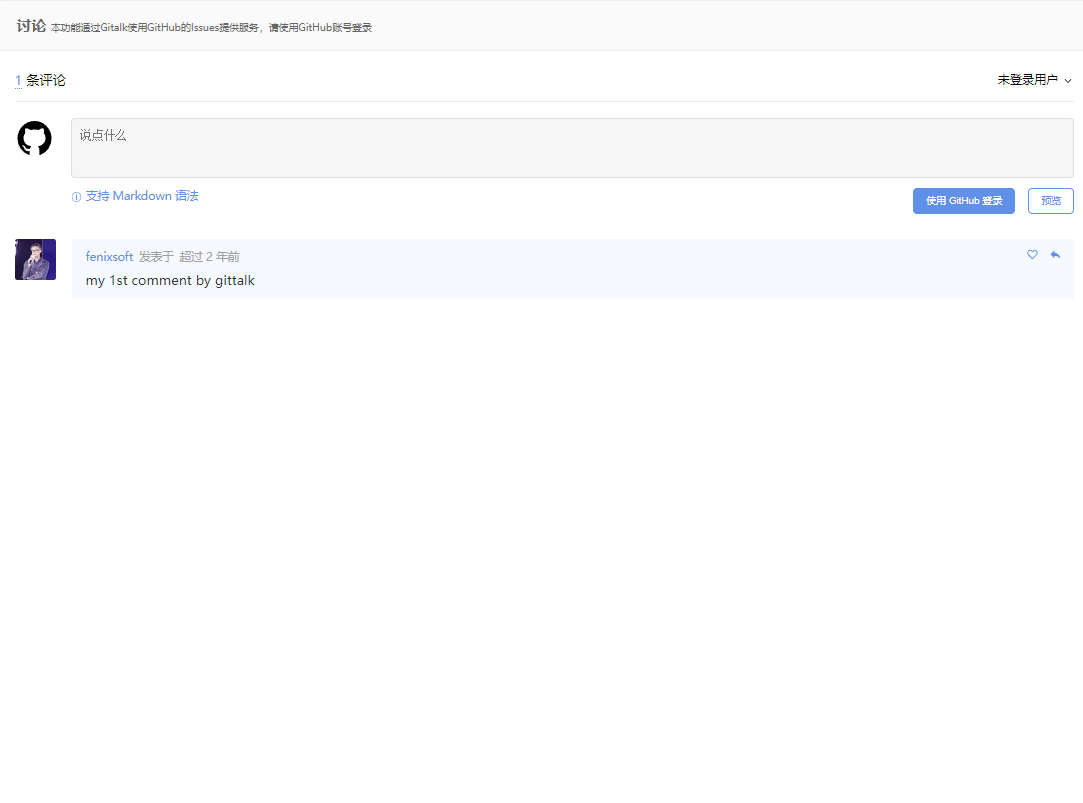 讨论 本功能通过Gitalk使用GitHub的Issues提供服务，请使用GitHub账号登录
1 条评论
未登录用户
说点什么
支持 Markdown 语法
使用 GitHub 登录
预览
fenixsoft 发表于 超过 2 年前
my 1st comment by gittalk